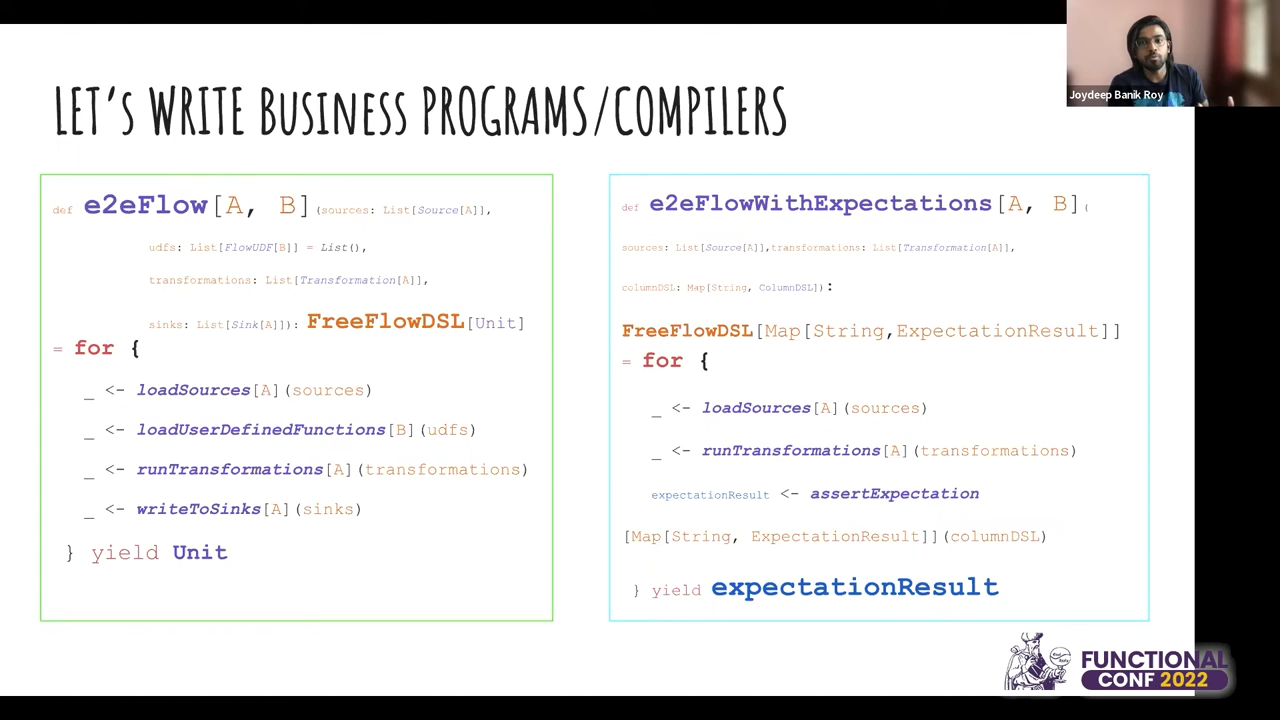 Joydeep Banik Roy
LET'S WRITE BUSINESS PROGRAMS/COMPILERS
def e2eFlow[A, B](sources: List[Source[A]],
udfs: List[FlowUDF[B]] = List(),
transformations: List[Transformation[A]],
sinks: List[Sink[A]]): FreeFlowDSL[Unit]
= for {
_ <- loadSources[A](sources)
_ <- loadUserDefinedFunctions[B](udfs)
_ <- runTransformations[A](transformations)
_ <- writeToSinks[A](sinks)
} yield Unit
def e2eFlowWithExpectations[A, B](
sources: List[Source[A]],transformations: List[Transformation[A]],
columnDSL: Map[String, ColumnDSL]):
FreeFlowDSL[Map[String,ExpectationResult]]
= for {
_ <- loadSources[A](sources)
_ <- runTransformations[A](transformations)
expectationResult <- assertExpectation
[Map[String, ExpectationResult]](columnDSL)
} yield expectationResult
FUNCTIONAL
CONF 2022